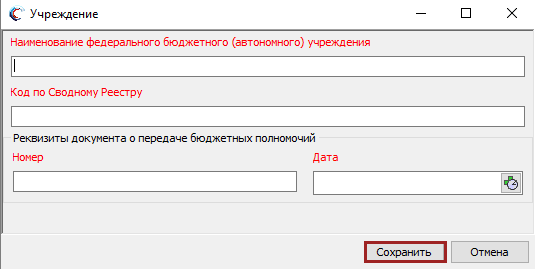 Учреждение
Наименование федерального бюджетного (автономного) учреждения
Код по Сводному Реестру
Реквизиты документа о передаче бюджетных полномочий
Номер Дата
Сохранить Отмена